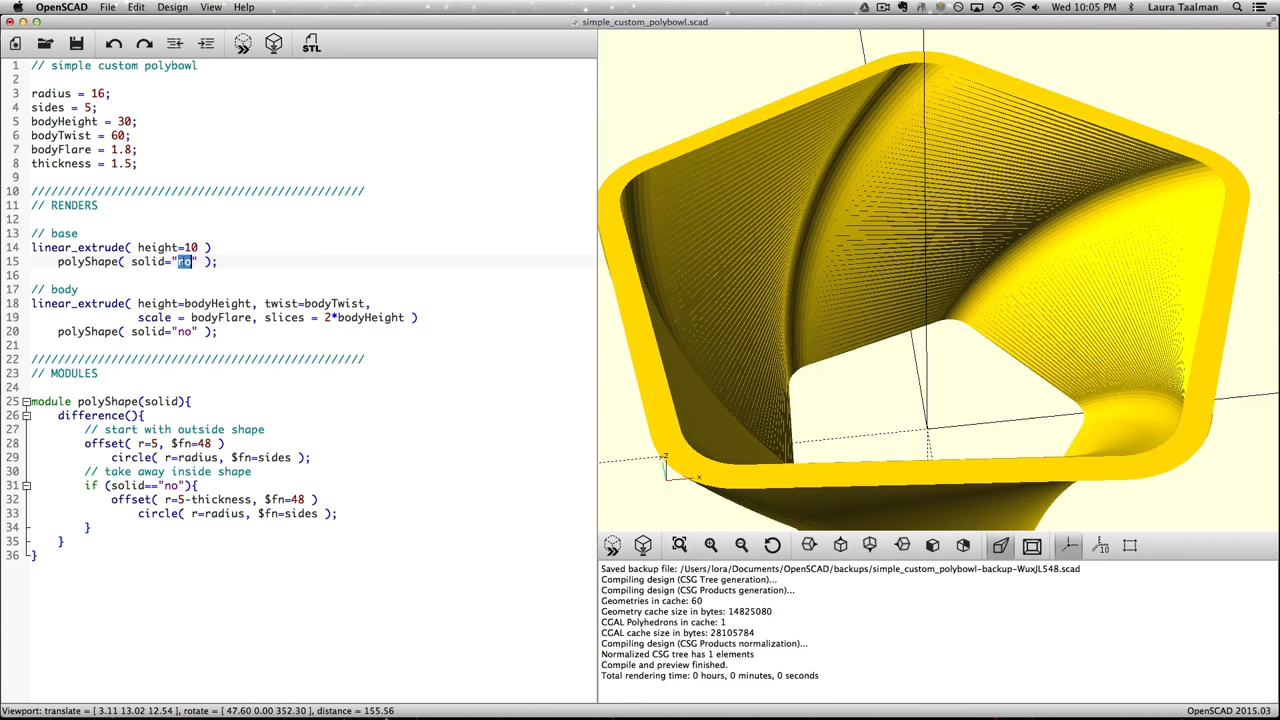 OpenSCAD File Edit Design View Help
Wed 10:05 PM Laura Taalman
simple_custom_polybowl.scad
STL
1 // simple custom polybowl
2
3 radius = 16;
4 sides = 5;
5 bodyHeight = 30;
6 bodyTwist = 60;
7 bodyFlare = 1.8;
8 thickness = 1.5;
9
10 //////////////////////////////////////////////////
11 // RENDERS
12
13 // base
14 linear_extrude( height=10 )
15 polyShape( solid="no" );
16
17 // body
18 linear_extrude( height=bodyHeight, twist=bodyTwist,
19 scale = bodyFlare, slices = 2*bodyHeight )
20 polyShape( solid="no" );
21
22 //////////////////////////////////////////////////
23 // MODULES
24
25 module polyShape(solid){
26 difference(){
27 // start with outside shape
28 offset( r=5, $fn=48 )
29 circle( r=radius, $fn=sides );
30 // take away inside shape
31 if (solid=="no"){
32 offset( r=5-thickness, $fn=48 )
33 circle( r=radius, $fn=sides );
34 }
35 }
36 }
z
x
10
Saved backup file: /Users/lora/Documents/OpenSCAD/backups/simple_custom_polybowl-backup-WuxJL548.scad
Compiling design (CSG Tree generation)...
Compiling design (CSG Products generation)...
Geometries in cache: 60
Geometry cache size in bytes: 14825080
CGAL Polyhedrons in cache: 1
CGAL cache size in bytes: 28105784
Compiling design (CSG Products normalization)...
Normalized CSG tree has 1 elements
Compile and preview finished.
Total rendering time: 0 hours, 0 minutes, 0 seconds
Viewport: translate = [ 3.11 13.02 12.54 ], rotate = [ 47.60 0.00 352.30 ], distance = 155.56
OpenSCAD 2015.03